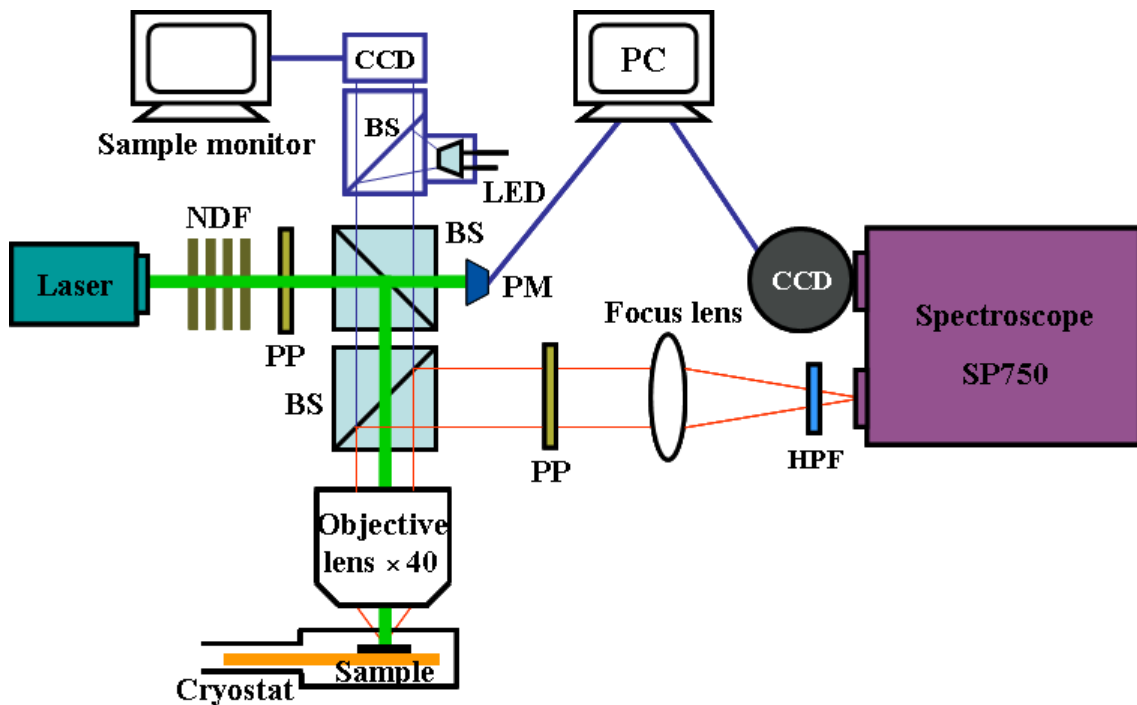 CCD
PC
BS
Sample monitor
LED
NDF
BS
Laser
PM
CCD
Focus lens
Spectroscope
SP750
PP
BS
PP
HPF
Objective
lens × 40
Sample
Cryostat